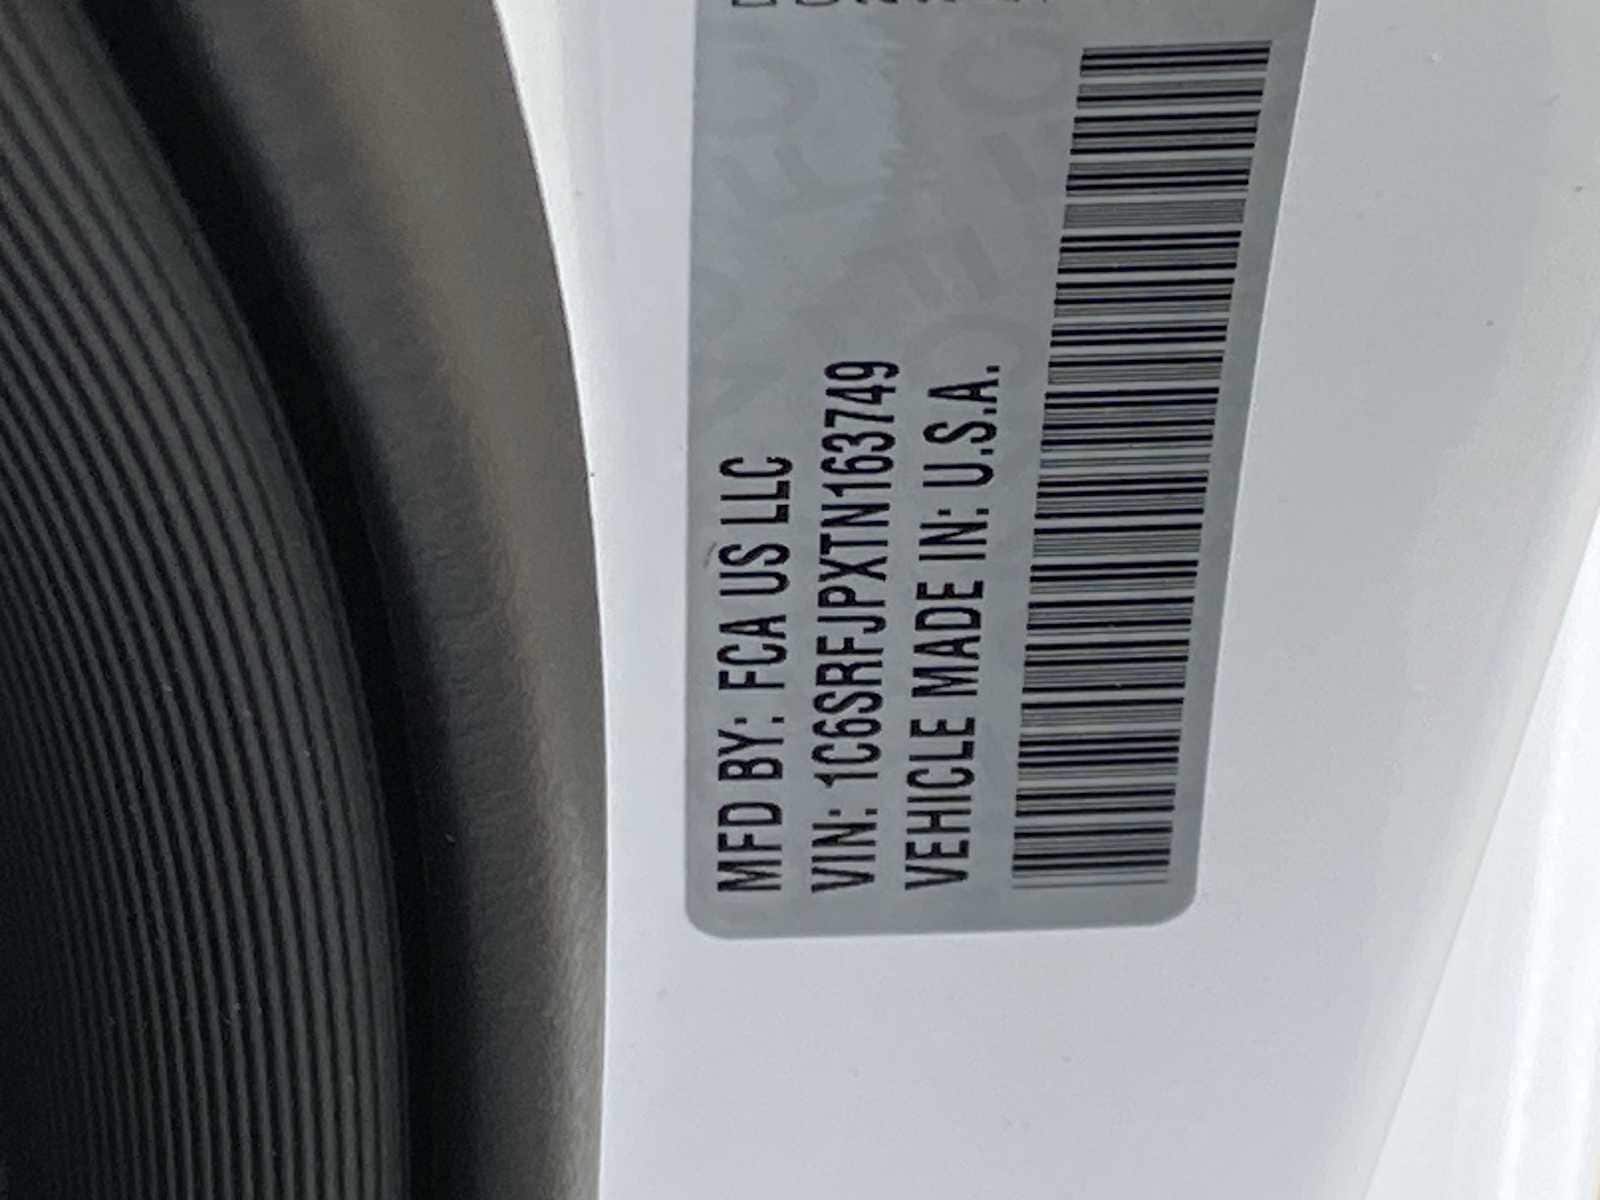 MFD BY: FCA US LLC
VIN: 1C6SRFJPXTN163749
VEHICLE MADE IN: U.S.A.